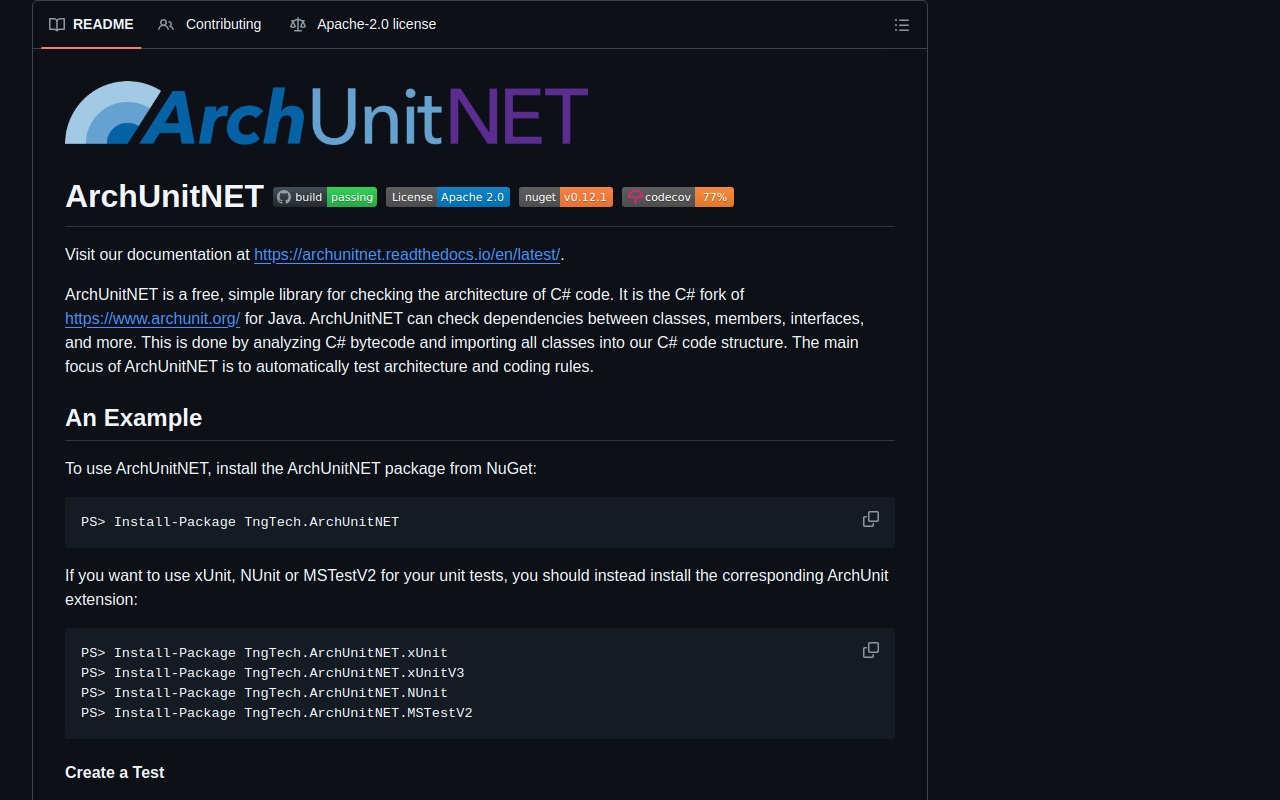 README Contributing Apache-2.0 license
ArchUnitNET
ArchUnitNET build passing License Apache 2.0 nuget v0.12.1 codecov 77%
Visit our documentation at https://archunitnet.readthedocs.io/en/latest/.
ArchUnitNET is a free, simple library for checking the architecture of C# code. It is the C# fork of
https://www.archunit.org/ for Java. ArchUnitNET can check dependencies between classes, members, interfaces,
and more. This is done by analyzing C# bytecode and importing all classes into our C# code structure. The main
focus of ArchUnitNET is to automatically test architecture and coding rules.
An Example
To use ArchUnitNET, install the ArchUnitNET package from NuGet:
PS> Install-Package TngTech.ArchUnitNET
If you want to use xUnit, NUnit or MSTestV2 for your unit tests, you should instead install the corresponding ArchUnit
extension:
PS> Install-Package TngTech.ArchUnitNET.xUnit
PS> Install-Package TngTech.ArchUnitNET.xUnitV3
PS> Install-Package TngTech.ArchUnitNET.NUnit
PS> Install-Package TngTech.ArchUnitNET.MSTestV2
Create a Test